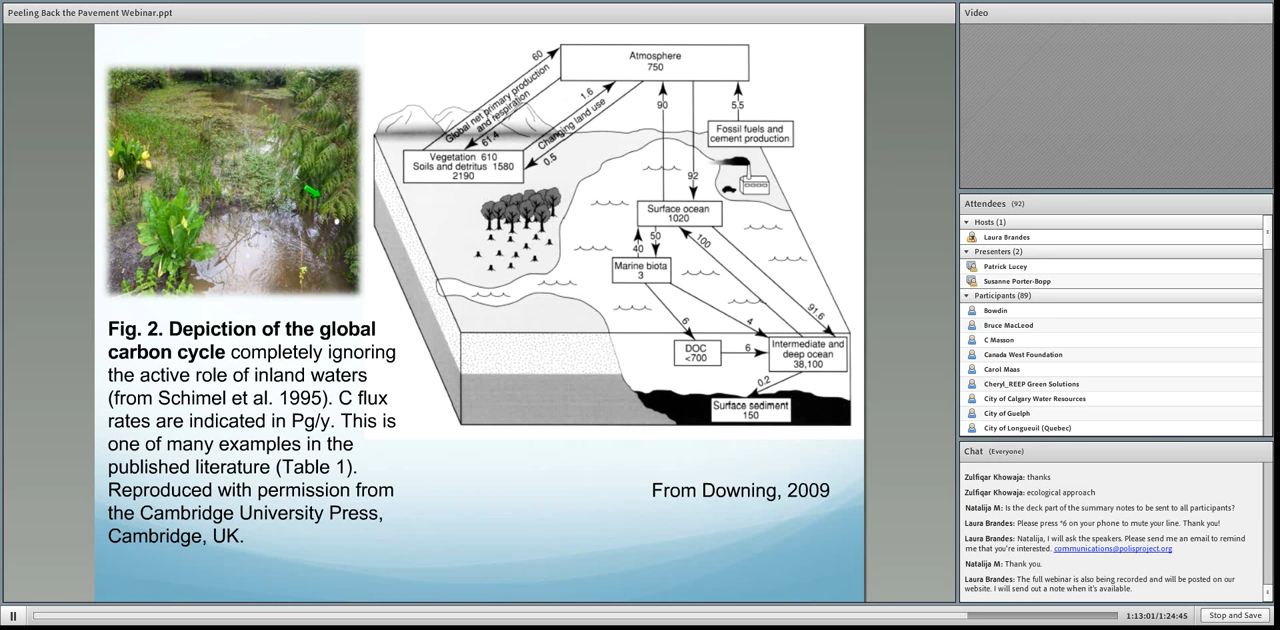 Peeling Back the Pavement Webinar.ppt
Atmosphere
750
60
Global net primary production
and respiration
61.4
1.6
Changing land use
0.5
90
92
5.5
Fossil fuels and
cement production
Vegetation 610
Soils and detritus 1580
2190
Surface ocean
1020
40
50
100
Marine biota
3
91.6
6
4
DOC
<700
6
Intermediate and
deep ocean
38,100
0.2
Surface sediment
150
Fig. 2. Depiction of the global
carbon cycle completely ignoring
the active role of inland waters
(from Schimel et al. 1995). C flux
rates are indicated in Pg/y. This is
one of many examples in the
published literature (Table 1).
Reproduced with permission from
the Cambridge University Press,
Cambridge, UK.
From Downing, 2009
Video
Attendees (92)
Hosts (1)
Laura Brandes
Presenters (2)
Patrick Lucey
Susanne Porter-Bopp
Participants (89)
Bowdin
Bruce MacLeod
C Masson
Canada West Foundation
Carol Maas
Cheryl_REEP Green Solutions
City of Calgary Water Resources
City of Guelph
City of Longueuil (Quebec)
Chat (Everyone)
Zulfiqar Khowaja: thanks
Zulfiqar Khowaja: ecological approach
Natalija M: Is the deck part of the summary notes to be sent to all participants?
Laura Brandes: Please press *6 on your phone to mute your line. Thank you!
Laura Brandes: Natalija, I will ask the speakers. Please send me an email to remind
me that you're interested. communications@polisproject.org
Natalija M: Thank you.
Laura Brandes: The full webinar is also being recorded and will be posted on our
website. I will send out a note when it's available.
1:13:01/1:24:45
Stop and Save